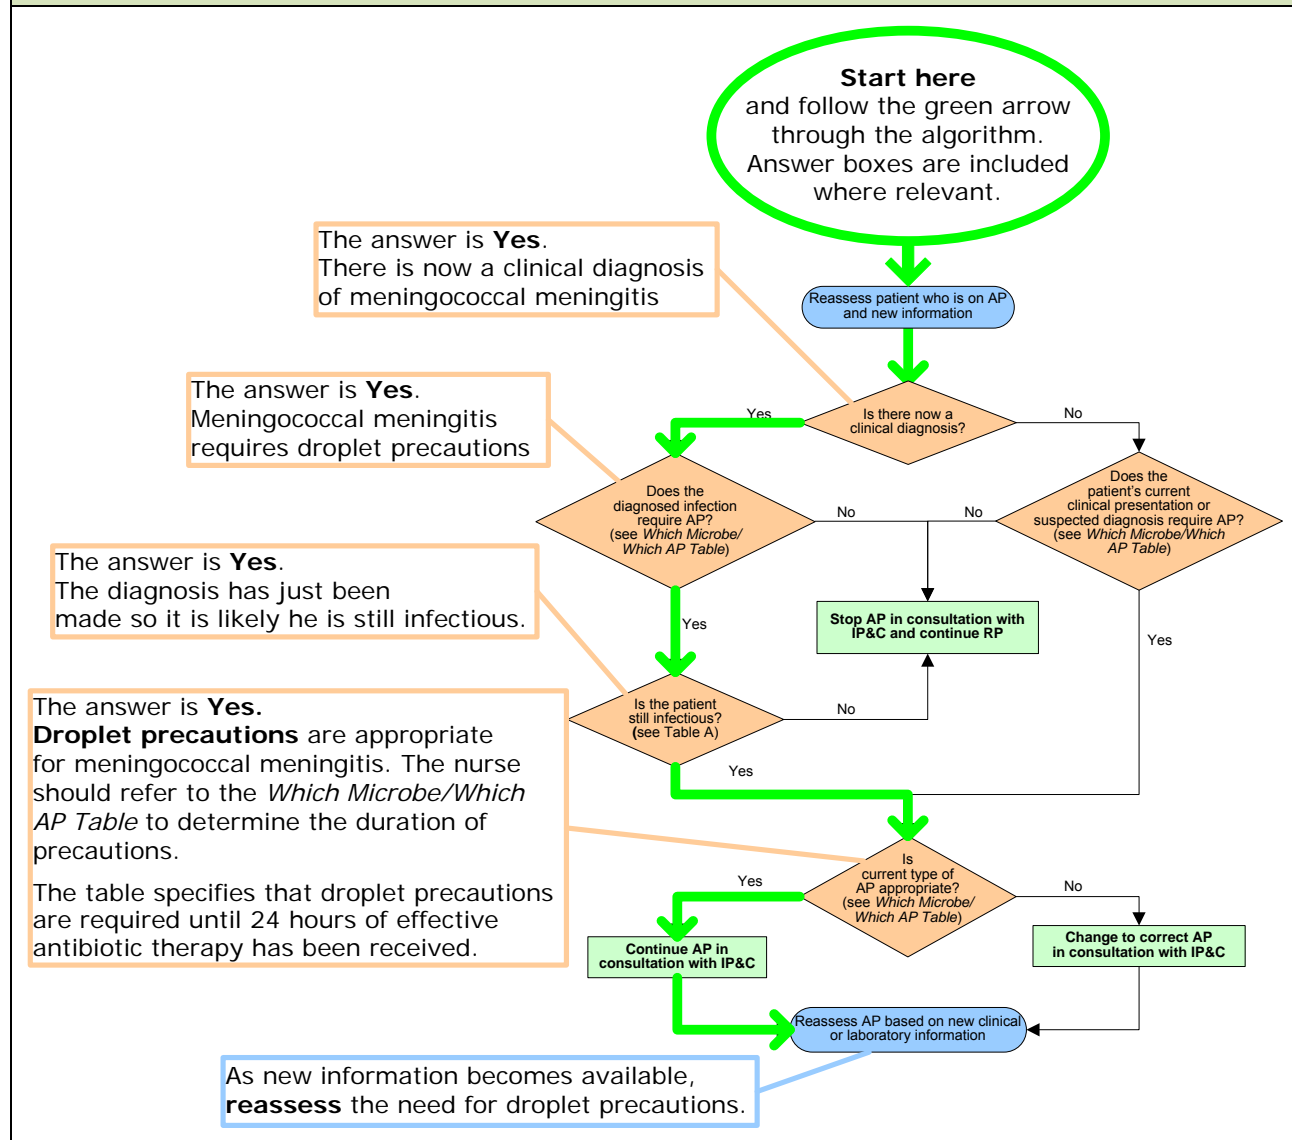 Start here
and follow the green arrow
through the algorithm.
Answer boxes are included
where relevant.
The answer is Yes.
There is now a clinical diagnosis
of meningococcal meningitis
Reassess patient who is on AP
and new information
The answer is Yes.
Meningococcal meningitis
requires droplet precautions
Yes
Is there now a
clinical diagnosis?
No
Does the
diagnosed infection
require AP?
(see Which Microbe/
Which AP Table)
No
No
Does the
patient's current
clinical presentation or
suspected diagnosis require AP?
(see Which Microbe/Which
AP Table)
The answer is Yes.
The diagnosis has just been
made so it is likely he is still infectious.
Yes
Stop AP in consultation with
IP&C and continue RP
Yes
The answer is Yes.
Droplet precautions are appropriate
for meningococcal meningitis. The nurse
should refer to the Which Microbe/Which
AP Table to determine the duration of
precautions.
The table specifies that droplet precautions
are required until 24 hours of effective
antibiotic therapy has been received.
Is the patient
still infectious?
(see Table A)
No
Yes
Is
current type of
AP appropriate?
(see Which Microbe/
Which AP Table)
Yes
No
Continue AP in
consultation with IP&C
Change to correct AP
in consultation with IP&C
Reassess AP based on new clinical
or laboratory information
As new information becomes available,
reassess the need for droplet precautions.